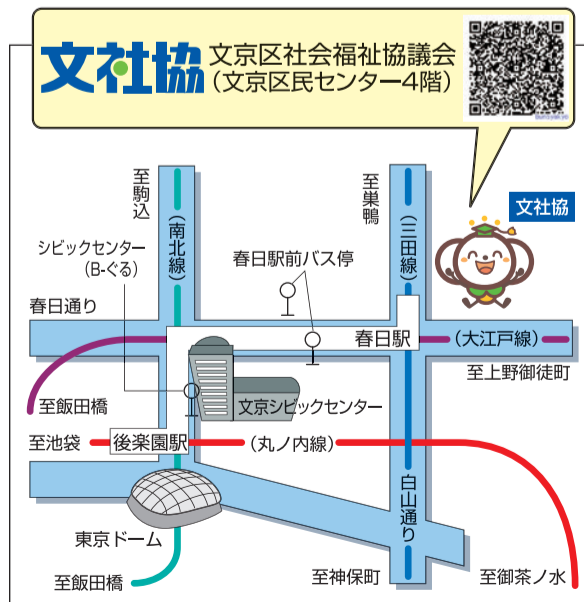 文社協
文京区社会福祉協議会
(文京区民センター4階)
至駒込
至巣鴨
文社協
(南北線)
(三田線)
シビックセンター
(B-ぐる)
春日駅前バス停
春日通り
春日駅
(大江戸線)
至上野御徒町
至飯田橋
文京シビックセンター
至池袋
後楽園駅
(丸ノ内線)
白山通り
東京ドーム
至飯田橋
至神保町
至御茶ノ水